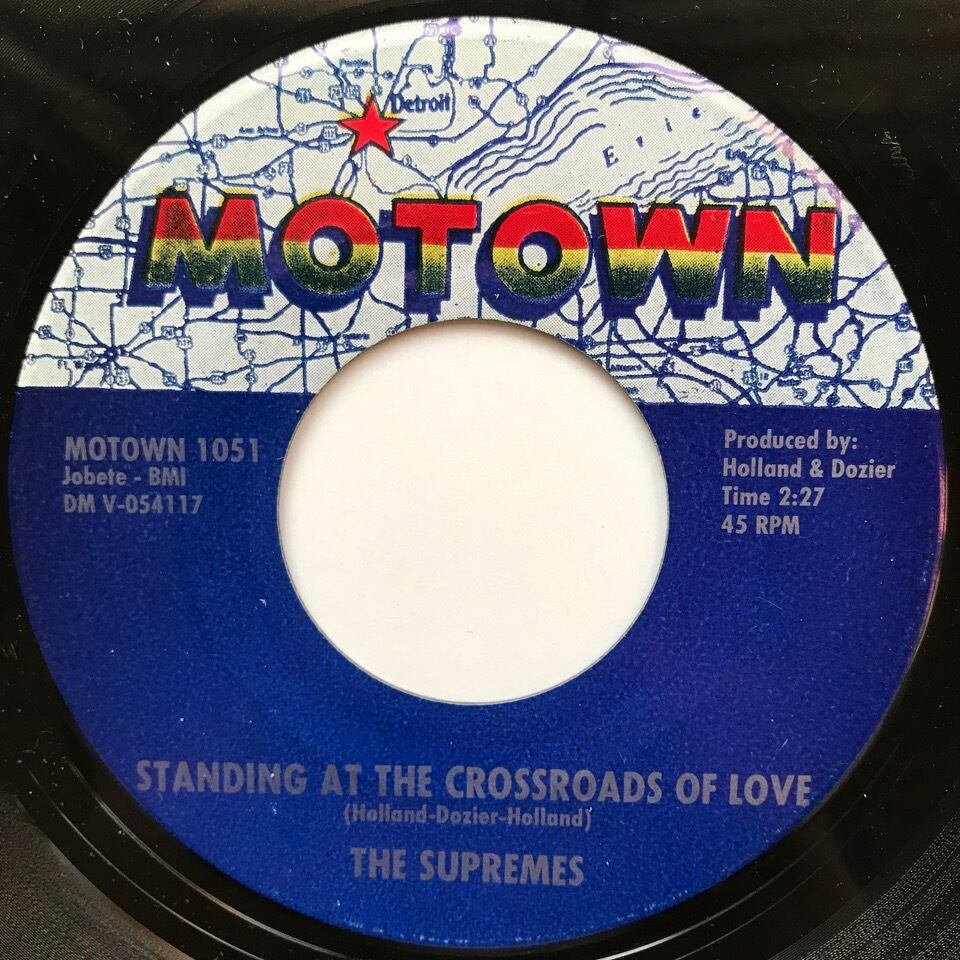 Detroit
Erie
MOTOWN
MOTOWN 1051
Jobete - BMI
DM V-054117
Produced by:
Holland & Dozier
Time 2:27
45 RPM
STANDING AT THE CROSSROADS OF LOVE
(Holland-Dozier-Holland)
THE SUPREMES